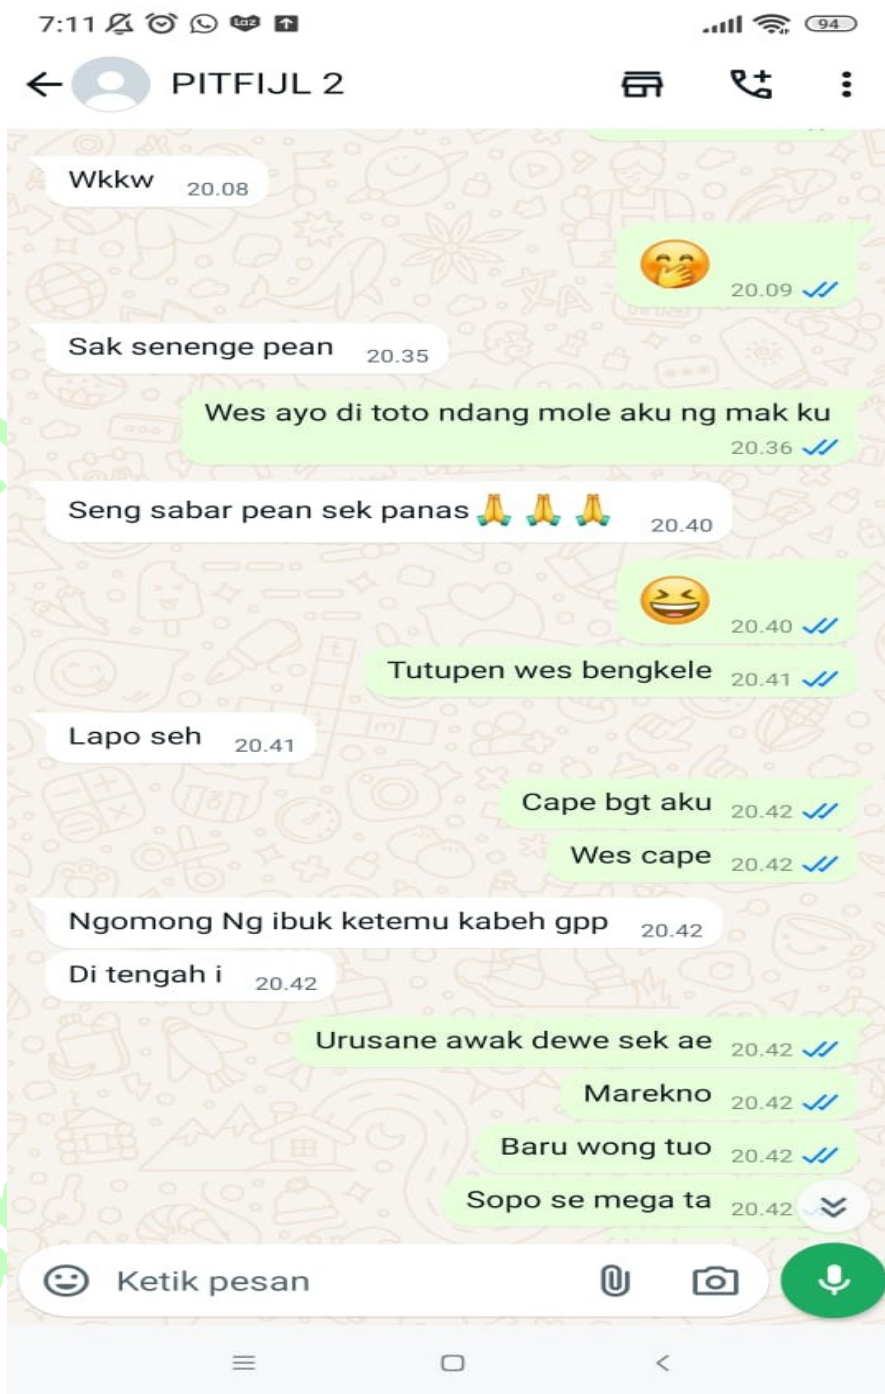 7:11
94
PITFIJL 2
Wkkw 20.08
🤭 20.09
Sak senenge pean 20.35
Wes ayo di toto ndang mole aku ng mak ku
20.36
Seng sabar pean sek panas🙏🙏🙏 20.40
😆 20.40
Tutupen wes bengkele 20.41
Lapo seh 20.41
Cape bgt aku 20.42
Wes cape 20.42
Ngomong Ng ibuk ketemu kabeh gpp 20.42
Di tengah i 20.42
Urusane awak dewe sek ae 20.42
Marekno 20.42
Baru wong tuo 20.42
Sopo se mega ta 20.42
Ketik pesan